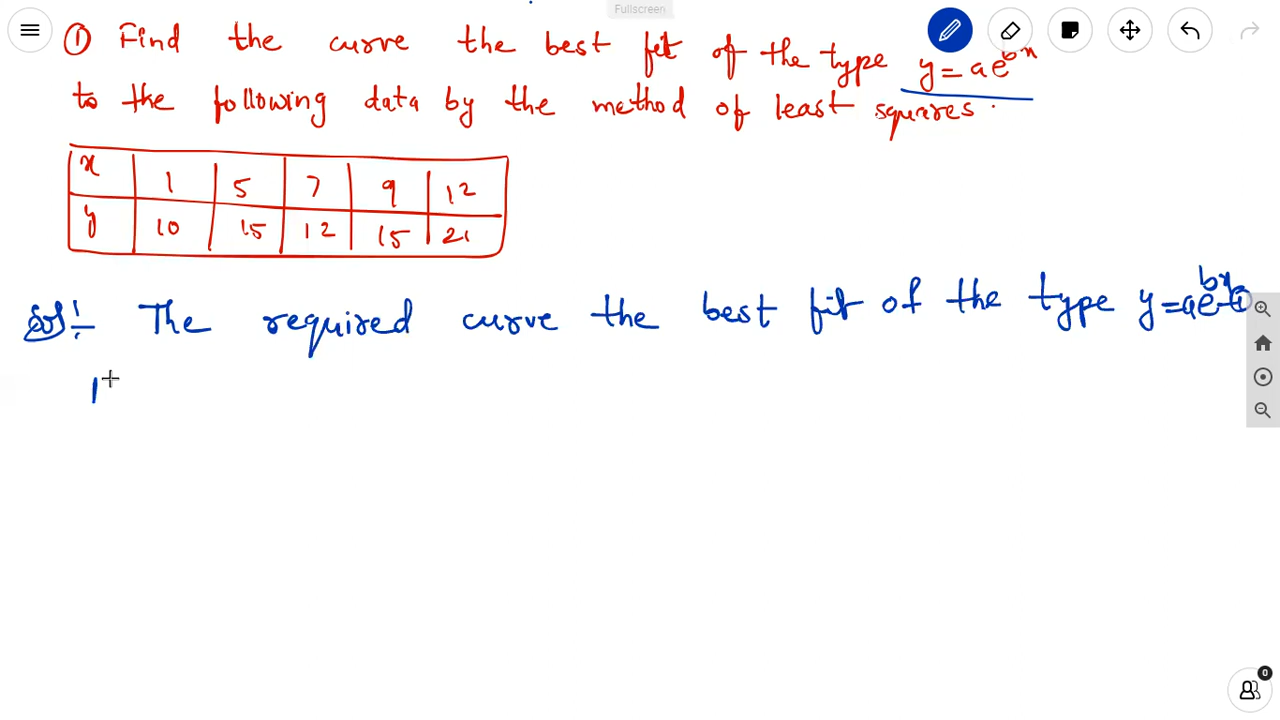 Fullscreen
① Find the curve the best fit of the type y = ae^bx
to the following data by the method of least squares.
x 1 5 7 9 12
y 10 15 12 15 21
Sol:- The required curve the best fit of the type y=ae^bx
0